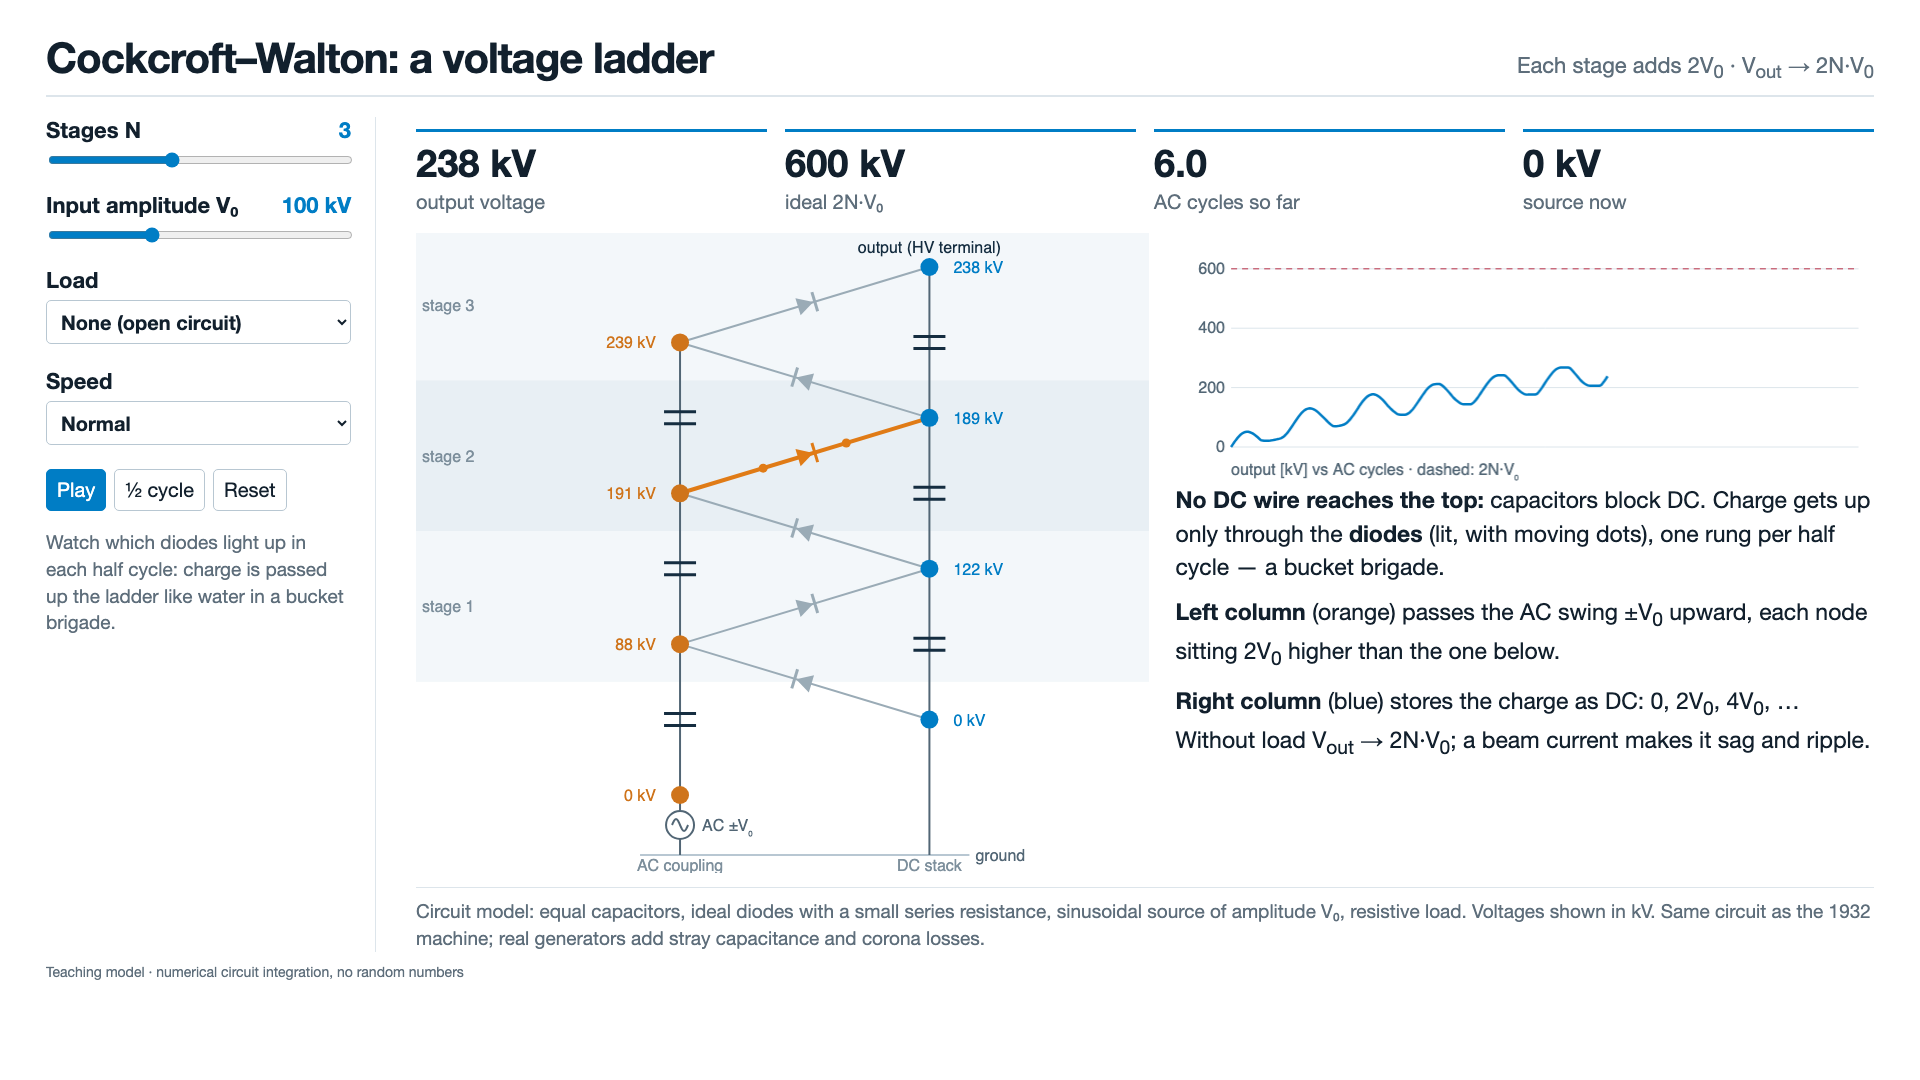 Cockcroft–Walton: a voltage ladder
Each stage adds 2V₀ · Vout → 2N·V₀
Stages N
3
Input amplitude V₀
100 kV
Load
None (open circuit)
Speed
Normal
Play
½ cycle
Reset
Watch which diodes light up in
each half cycle: charge is passed
up the ladder like water in a bucket
brigade.
238 kV
output voltage
600 kV
ideal 2N·V₀
6.0
AC cycles so far
0 kV
source now
output (HV terminal)
238 kV
stage 3
239 kV
189 kV
stage 2
191 kV
122 kV
stage 1
88 kV
0 kV
0 kV
AC ±V₀
ground
AC coupling
DC stack
600
400
200
0
output [kV] vs AC cycles · dashed: 2N·V₀
No DC wire reaches the top: capacitors block DC. Charge gets up
only through the diodes (lit, with moving dots), one rung per half
cycle — a bucket brigade.
Left column (orange) passes the AC swing ±V₀ upward, each node
sitting 2V₀ higher than the one below.
Right column (blue) stores the charge as DC: 0, 2V₀, 4V₀, …
Without load Vout → 2N·V₀; a beam current makes it sag and ripple.
Circuit model: equal capacitors, ideal diodes with a small series resistance, sinusoidal source of amplitude V₀, resistive load. Voltages shown in kV. Same circuit as the 1932
machine; real generators add stray capacitance and corona losses.
Teaching model · numerical circuit integration, no random numbers